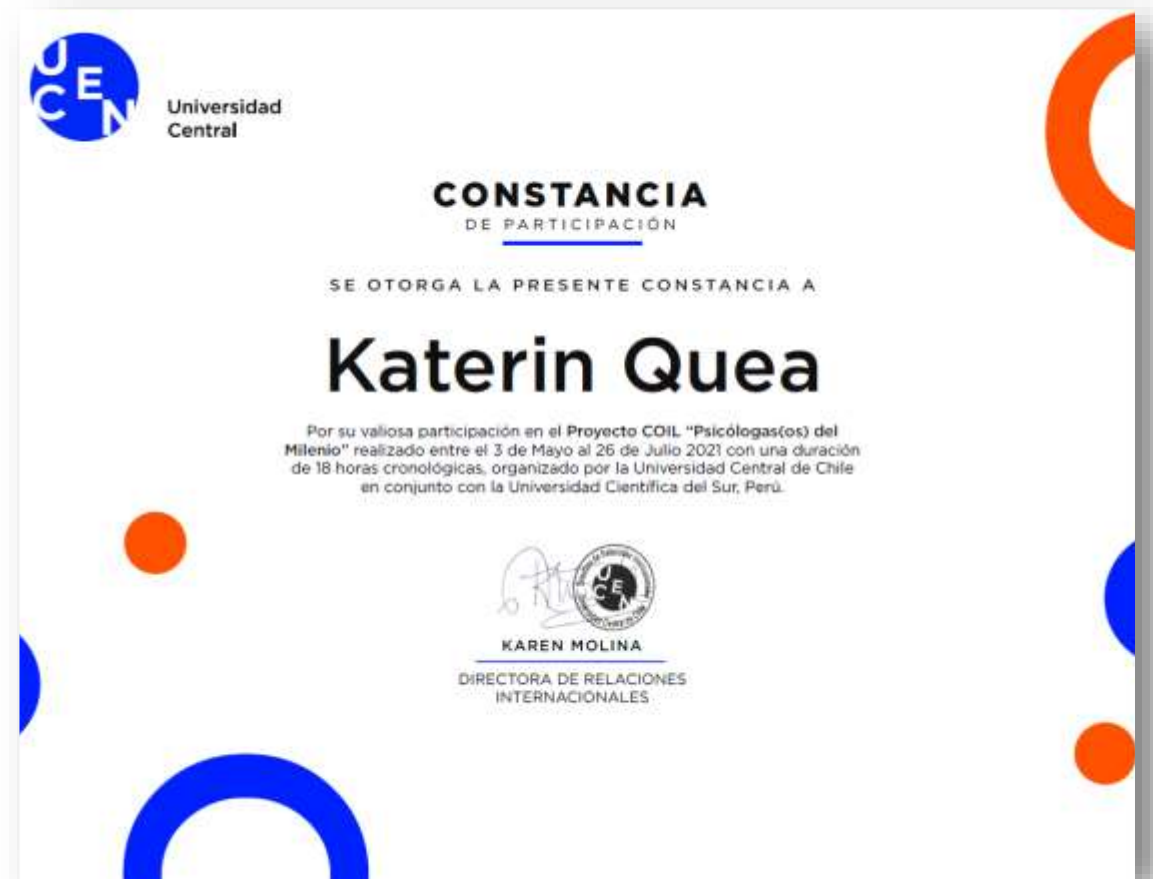 UCEN
Universidad
Central
CONSTANCIA
DE PARTICIPACIÓN
SE OTORGA LA PRESENTE CONSTANCIA A
Katerin Quea
Por su valiosa participación en el Proyecto COIL "Psicólogas(os) del
Milenio" realizado entre el 3 de Mayo al 26 de Julio 2021 con una duración
de 18 horas cronológicas, organizado por la Universidad Central de Chile
en conjunto con la Universidad Científica del Sur, Perú.
UCEN
KAREN MOLINA
DIRECTORA DE RELACIONES
INTERNACIONALES